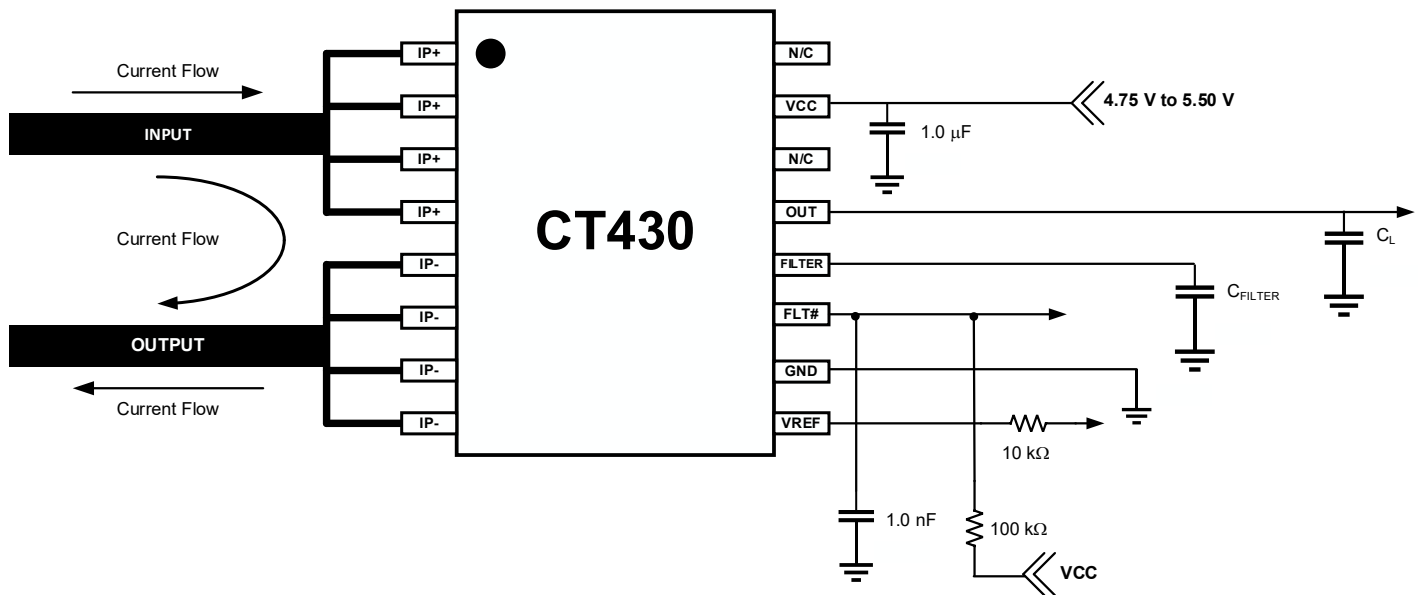 Current Flow
INPUT
Current Flow
OUTPUT
Current Flow
IP+
IP+
IP+
IP+
IP-
IP-
IP-
IP-
CT430
N/C
VCC
N/C
OUT
FILTER
FLT#
GND
VREF
4.75 V to 5.50 V
1.0 μF
C_L
C_FILTER
10 kΩ
1.0 nF
100 kΩ
VCC